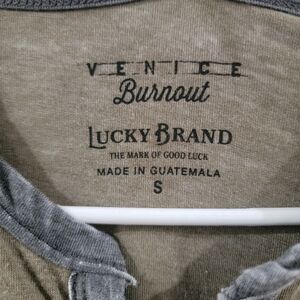 VENICE
Burnout
LUCKY BRAND
THE MARK OF GOOD LUCK
MADE IN GUATEMALA
S